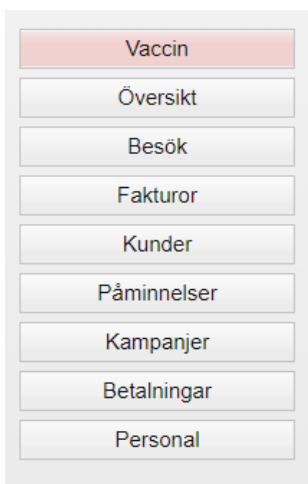 Vaccin
Översikt
Besök
Fakturor
Kunder
Påminnelser
Kampanjer
Betalningar
Personal